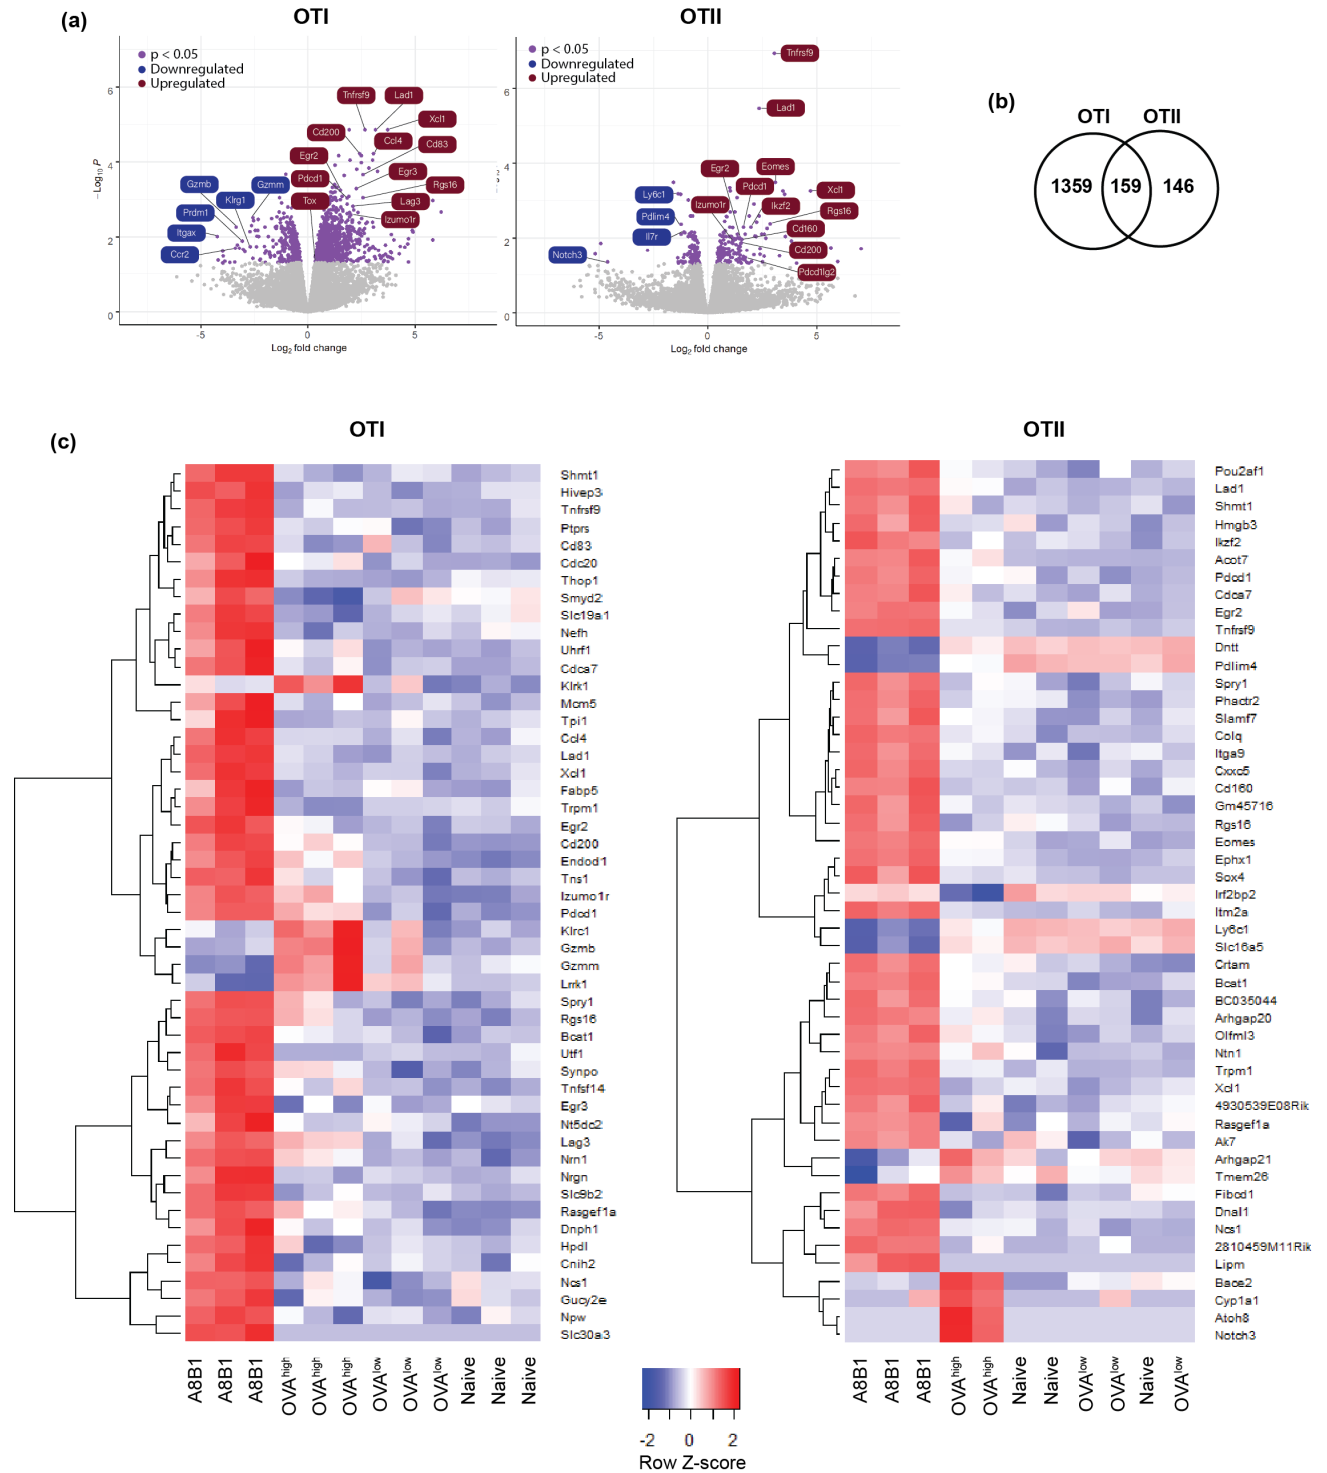 (a)
OTI
OTII
p < 0.05
Downregulated
Upregulated
Tnfrsf9
Lad1
Xcl1
Cd200
Ccl4
Cd83
Egr2
Egr3
Pdcd1
Rgs16
Tox
Lag3
Izumo1r
Gzmb
Gzmm
Klrg1
Prdm1
Itgax
Ccr2
−Log10 P
6
4
2
0
-5
0
5
Log2 fold change
p < 0.05
Downregulated
Upregulated
Tnfrsf9
Lad1
Egr2
Eomes
Pdcd1
Xcl1
Izumo1r
Ikzf2
Rgs16
Cd160
Cd200
Pdcd1lg2
Ly6c1
Pdlim4
Il7r
Notch3
6
4
2
0
-5
0
5
Log2 fold change
(b)
OTI
OTII
1359
159
146
(c)
OTI
Shmt1
Hivep3
Tnfrsf9
Ptprs
Cd83
Cdc20
Thop1
Smyd2
Slc19a1
Nefh
Uhrf1
Cdca7
Klrk1
Mcm5
Tpi1
Ccl4
Lad1
Xcl1
Fabp5
Trpm1
Egr2
Cd200
Endod1
Tns1
Izumo1r
Pdcd1
Klrc1
Gzmb
Gzmm
Lrrk1
Spry1
Rgs16
Bcat1
Utf1
Synpo
Tnfsf14
Egr3
Nt5dc2
Lag3
Nrn1
Nrgn
Slc9b2
Rasgef1a
Dnph1
Hpdl
Cnih2
Ncs1
Gucy2e
Npw
Slc30a3
A8B1
A8B1
A8B1
OVAhigh
OVAhigh
OVAhigh
OVAlow
OVAlow
OVAlow
Naive
Naive
Naive
OTII
Pou2af1
Lad1
Shmt1
Hmgb3
Ikzf2
Acot7
Pdcd1
Cdca7
Egr2
Tnfrsf9
Dntt
Pdlim4
Spry1
Phactr2
Slamf7
Colq
Itga9
Cxxc5
Cd160
Gm45716
Rgs16
Eomes
Ephx1
Sox4
Irf2bp2
Itm2a
Ly6c1
Slc16a5
Crtam
Bcat1
BC035044
Arhgap20
Olfml3
Ntn1
Trpm1
Xcl1
4930539E08Rik
Rasgef1a
Ak7
Arhgap21
Tmem26
Fibcd1
Dnal1
Ncs1
2810459M11Rik
Lipm
Bace2
Cyp1a1
Atoh8
Notch3
A8B1
A8B1
A8B1
OVAhigh
OVAhigh
Naive
Naive
OVAlow
OVAlow
Naive
OVAlow
-2
0
2
Row Z-score